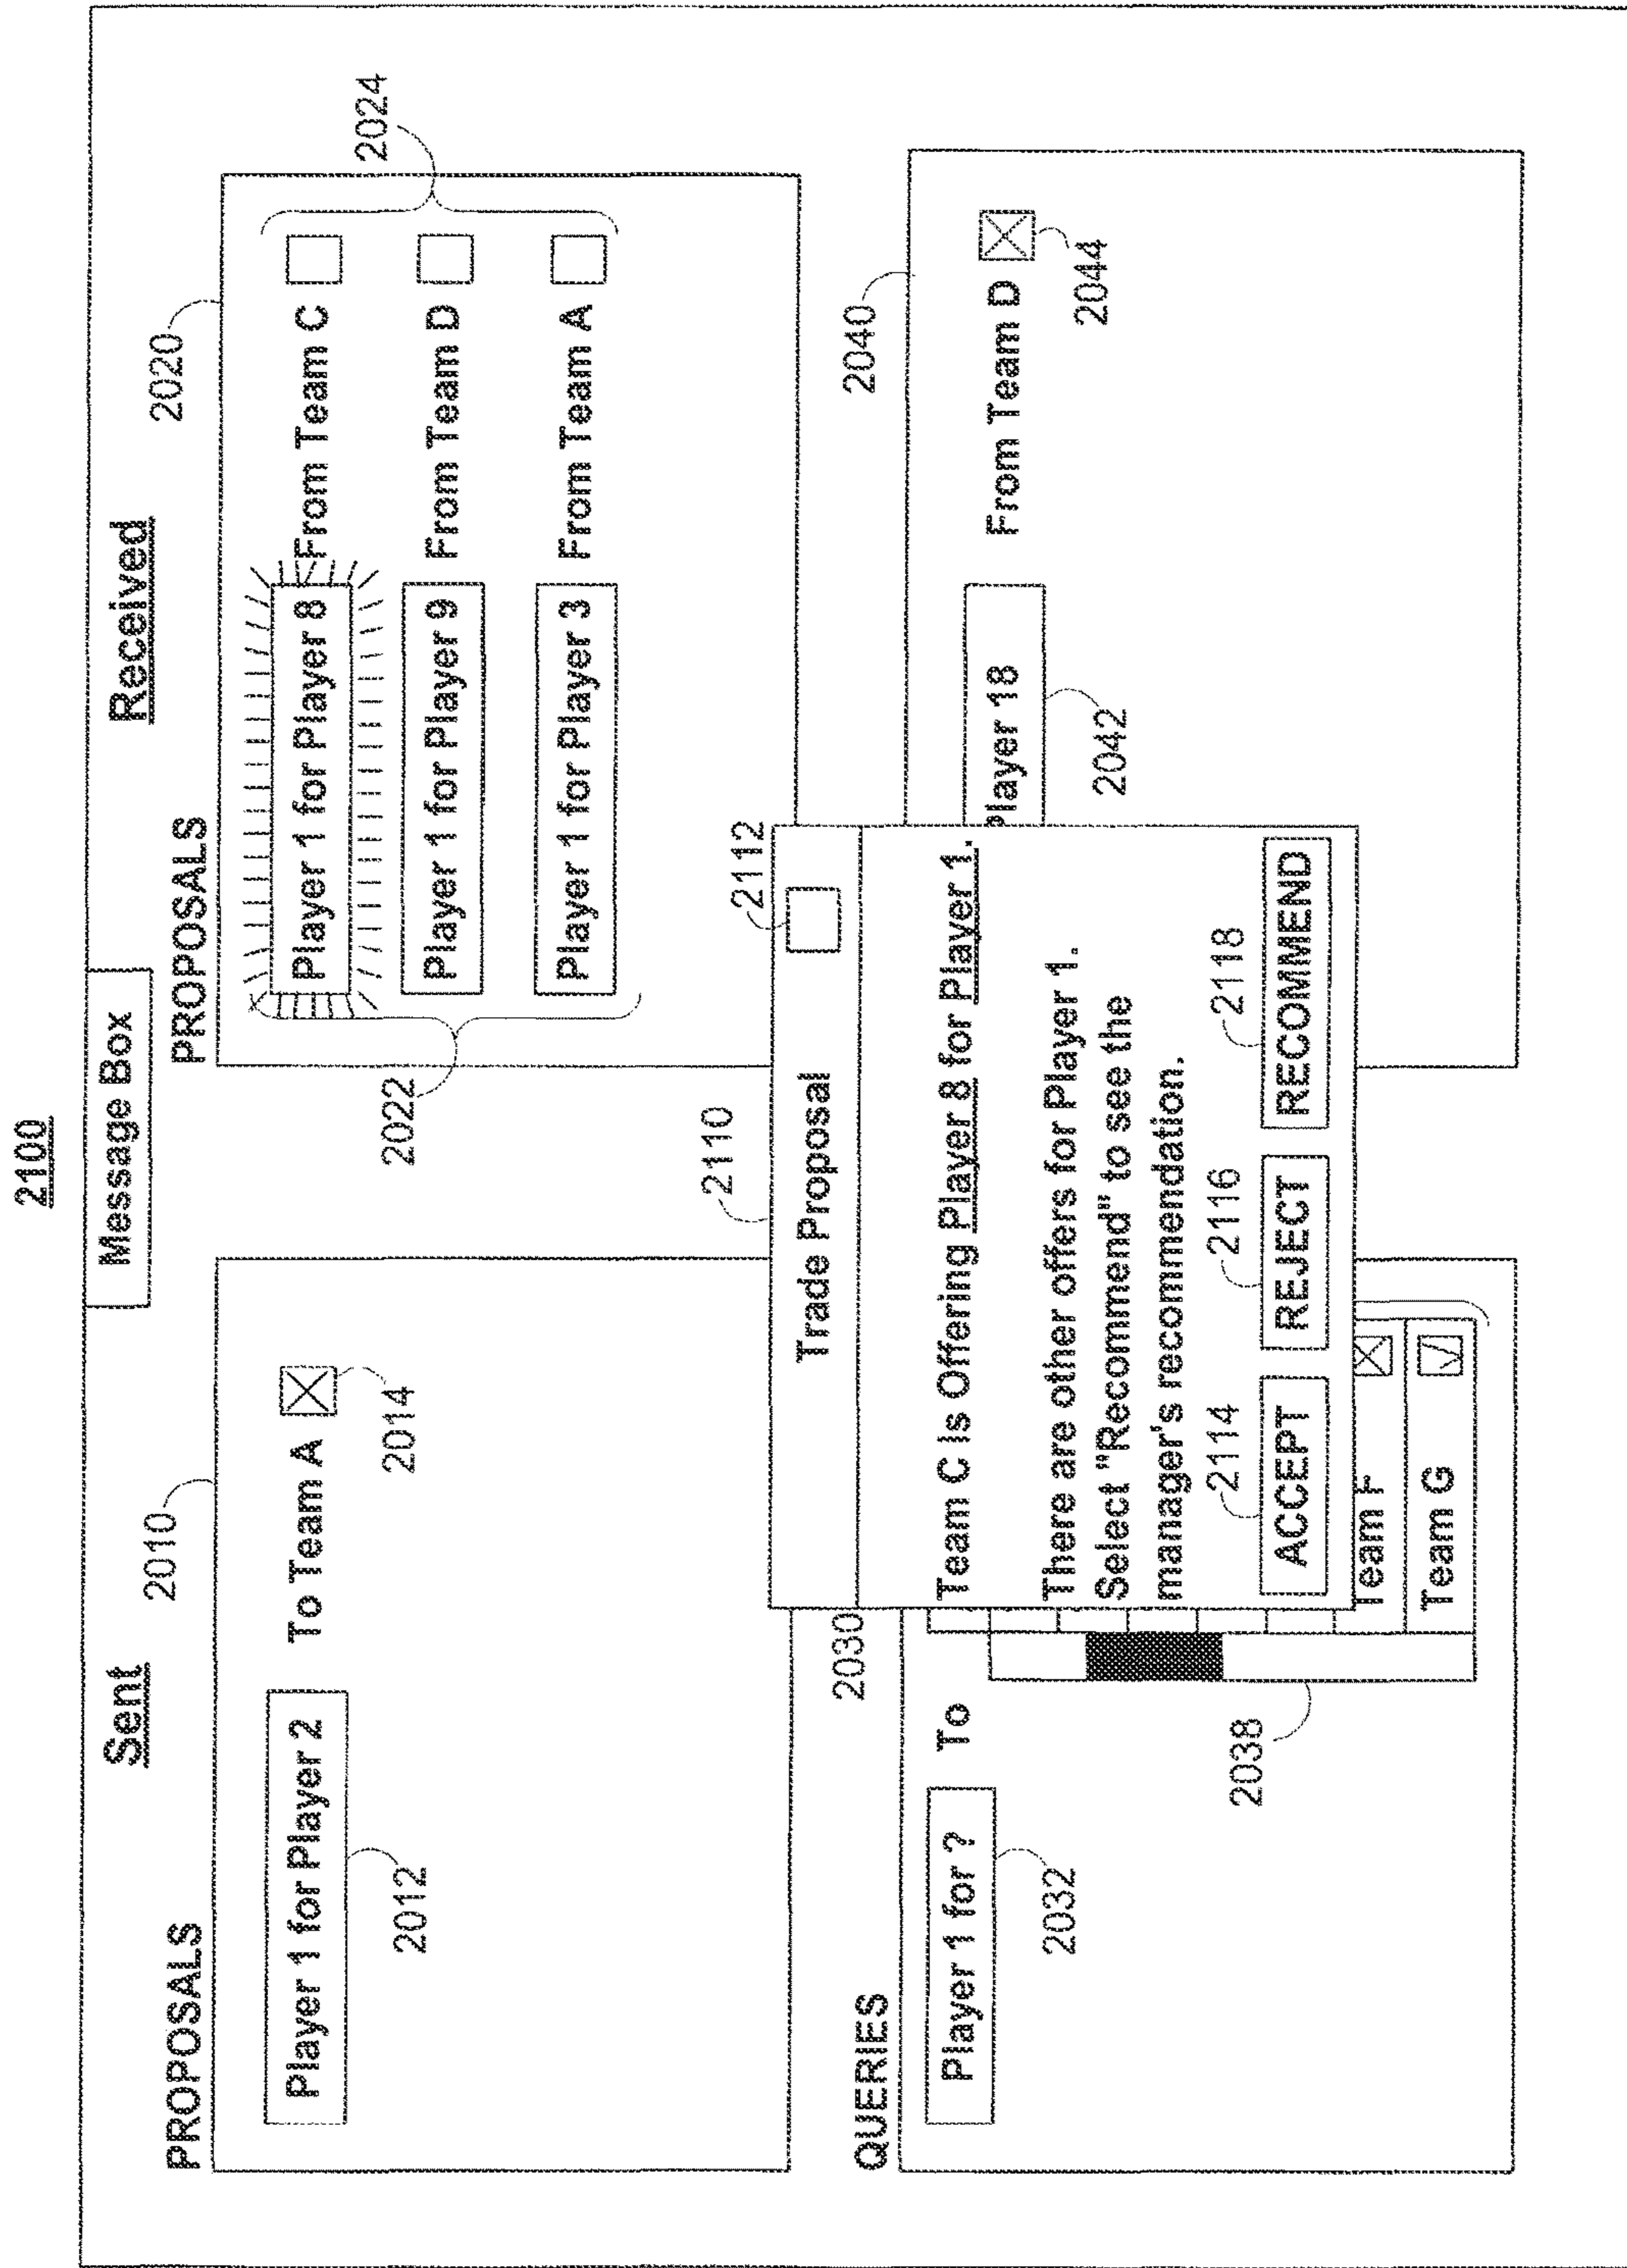 2100
Message Box
Sent
Received
PROPOSALS
2010
Player 1 for Player 2
To Team A
2012
2014
PROPOSALS
2020
Player 1 for Player 8
From Team C
Player 1 for Player 9
From Team D
Player 1 for Player 3
From Team A
2022
2024
QUERIES
2030
Player 1 for ?
To
2032
2038
Team F
Team G
2110
Trade Proposal
2112
Team C Is Offering Player 8 for Player 1.
There are other offers for Player 1.
Select "Recommend" to see the
manager's recommendation.
2114
2116
2118
ACCEPT
REJECT
RECOMMEND
2040
Player 18
From Team D
2042
2044